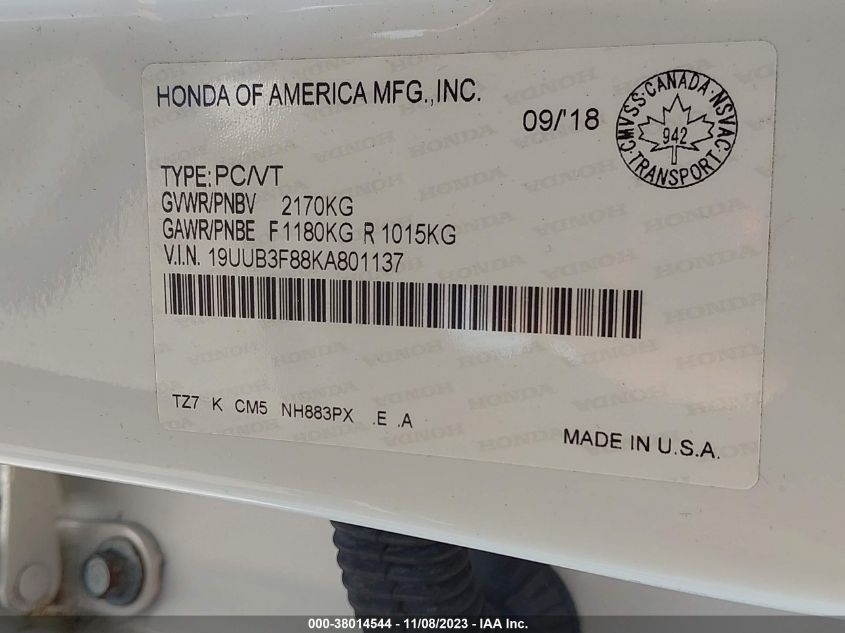 HONDA OF AMERICA MFG.,INC.
09/'18
CMVSS·CANADA·NSVAC
942
TRANSPORT
TYPE: PC/VT
GVWR/PNBV 2170KG
GAWR/PNBE F 1180KG R 1015KG
V.I.N. 19UUB3F88KA801137
TZ7 K CM5 NH883PX .E .A
MADE IN U.S.A.
000-38014544 - 11/08/2023 - IAA Inc.